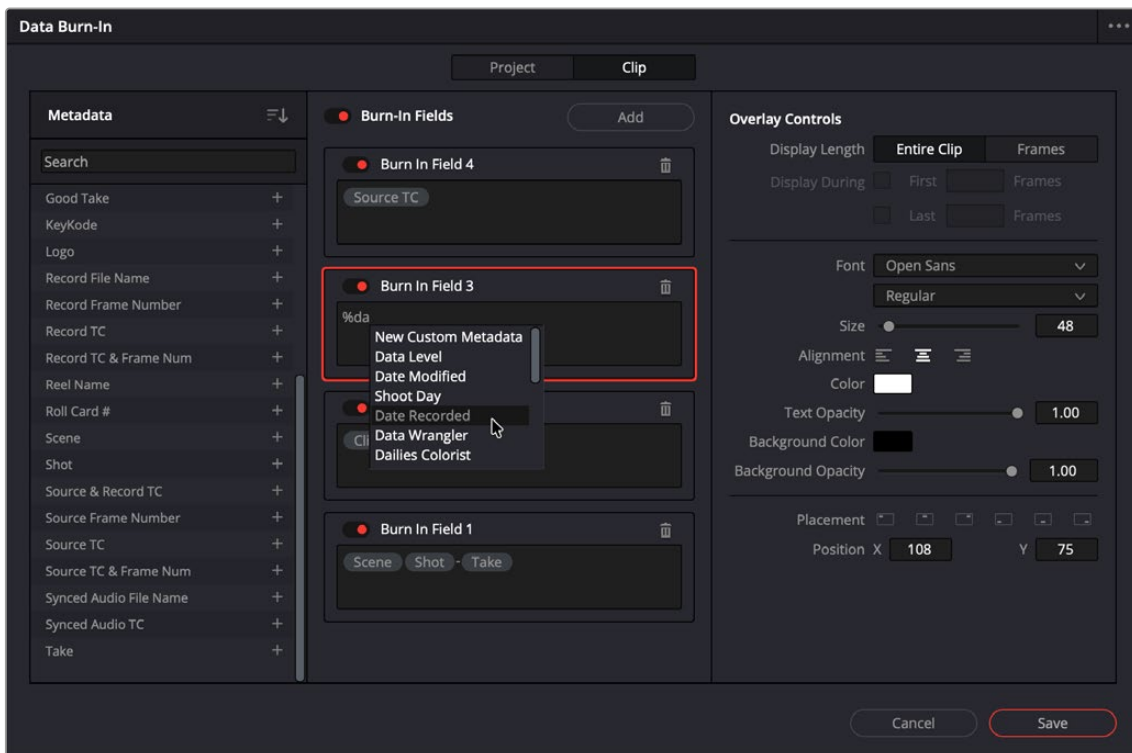 Data Burn-In
Project Clip
Metadata
Search
Good Take
KeyKode
Logo
Record File Name
Record Frame Number
Record TC
Record TC & Frame Num
Reel Name
Roll Card #
Scene
Shot
Source & Record TC
Source Frame Number
Source TC
Source TC & Frame Num
Synced Audio File Name
Synced Audio TC
Take
Burn-In Fields Add
Burn In Field 4
Source TC
Burn In Field 3
%da
New Custom Metadata
Data Level
Date Modified
Shoot Day
Date Recorded
Data Wrangler
Dailies Colorist
Burn In Field 1
Scene Shot - Take
Overlay Controls
Display Length Entire Clip Frames
Display During First Frames
Last Frames
Font Open Sans
Regular
Size 48
Alignment
Color
Text Opacity 1.00
Background Color
Background Opacity 1.00
Placement
Position X 108 Y 75
Cancel Save